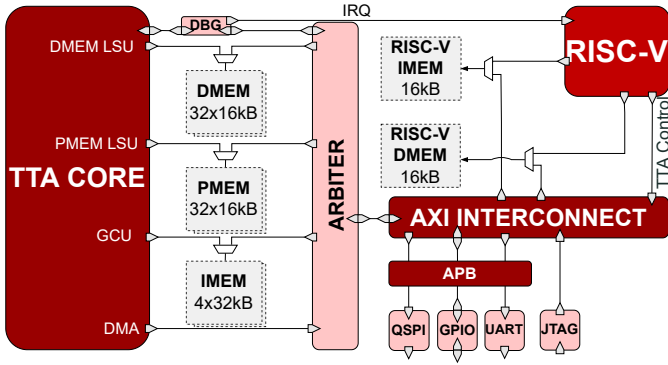 IRQ
DBG
DMEM LSU
RISC-V
IMEM
16kB
RISC-V
DMEM
32x16kB
RISC-V
DMEM
16kB
TTA Control
PMEM LSU
TTA CORE
PMEM
32x16kB
ARBITER
AXI INTERCONNECT
GCU
IMEM
4x32kB
APB
DMA
QSPI
GPIO
UART
JTAG